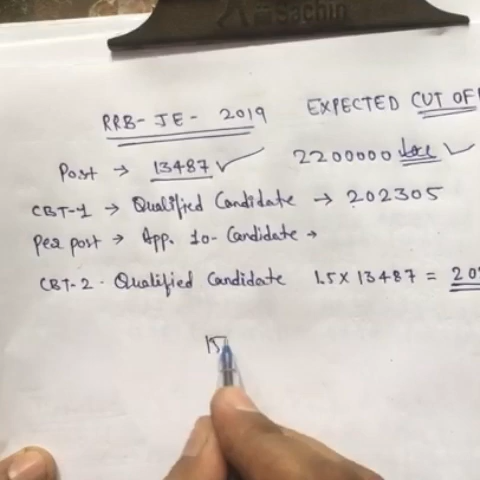 Sachin
RRB- JE - 2019 EXPECTED CUT OF
Post → 13487 ✓ 2200000 ✓
CBT-1 → Qualified Candidate → 202305
Per post → App. 10- Candidate →
CBT-2 - Qualified Candidate 1.5 X 13487 = 20
15